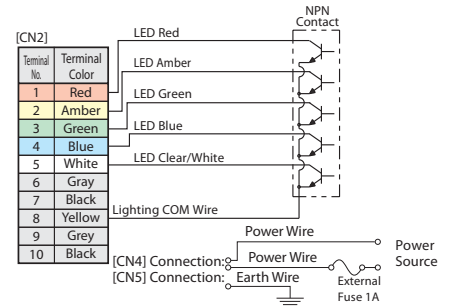 NPN
Contact
[CN2]
LED Red
Terminal No. Terminal Color
LED Amber
1 Red
2 Amber
LED Green
3 Green
LED Blue
4 Blue
5 White
LED Clear/White
6 Gray
7 Black
8 Yellow
Lighting COM Wire
9 Grey
10 Black
Power Wire
Power Source
[CN4] Connection: Power Wire
[CN5] Connection: Earth Wire
External
Fuse 1A